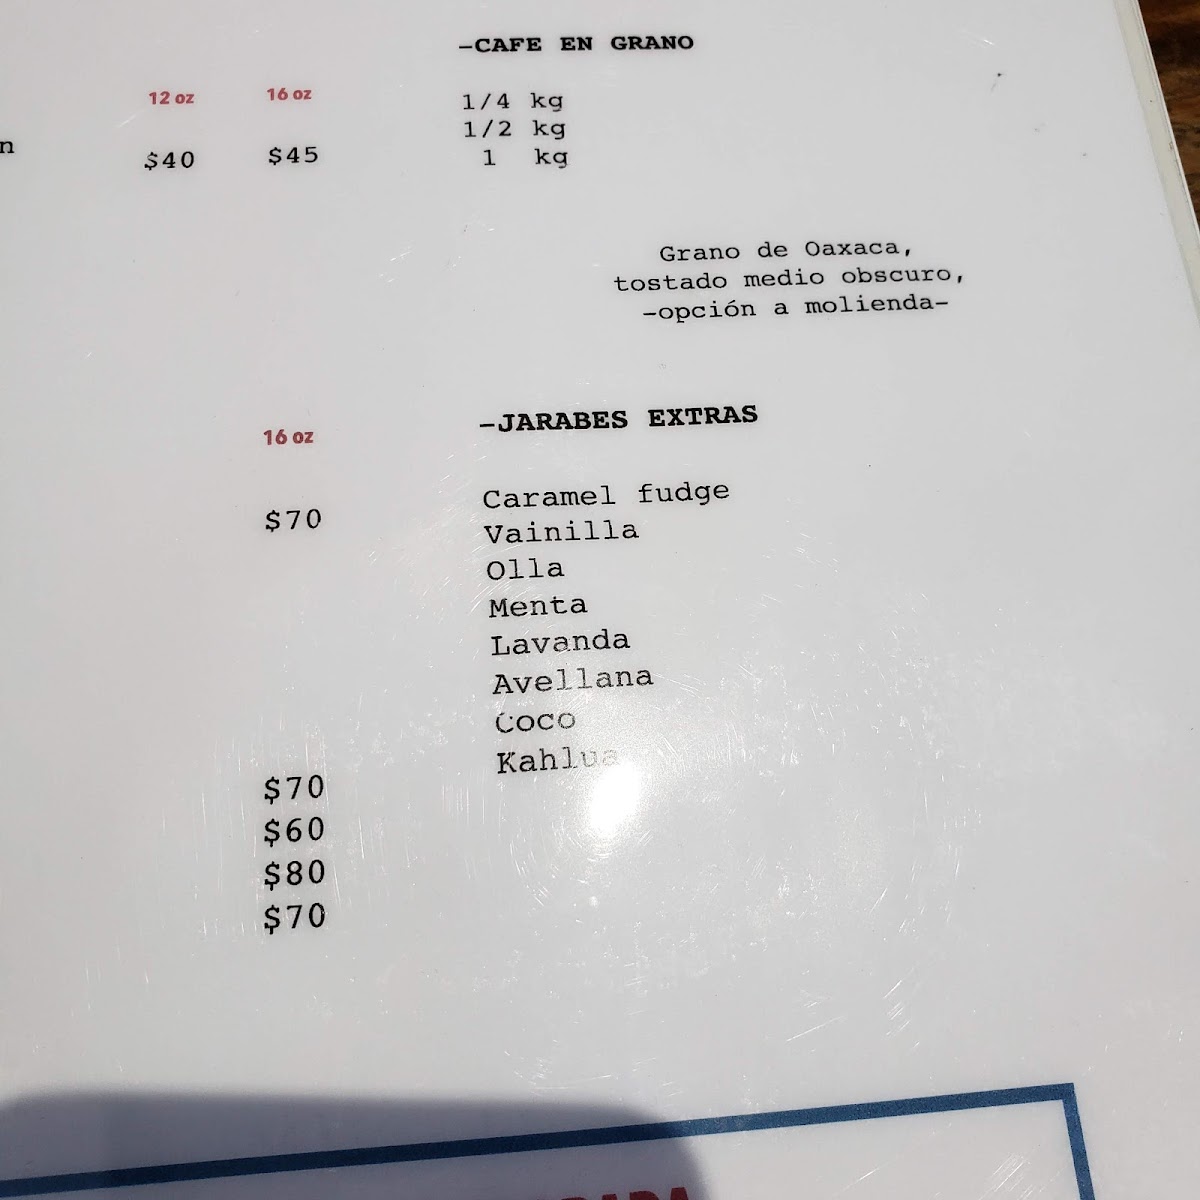 -CAFE EN GRANO
12 oz 16 oz
1/4 kg
1/2 kg
$40 $45
1 kg
Grano de Oaxaca,
tostado medio obscuro,
-opción a molienda-
-JARABES EXTRAS
16 oz
Caramel fudge
$70
Vainilla
Olla
Menta
Lavanda
Avellana
Coco
Kahlua
$70
$60
$80
$70